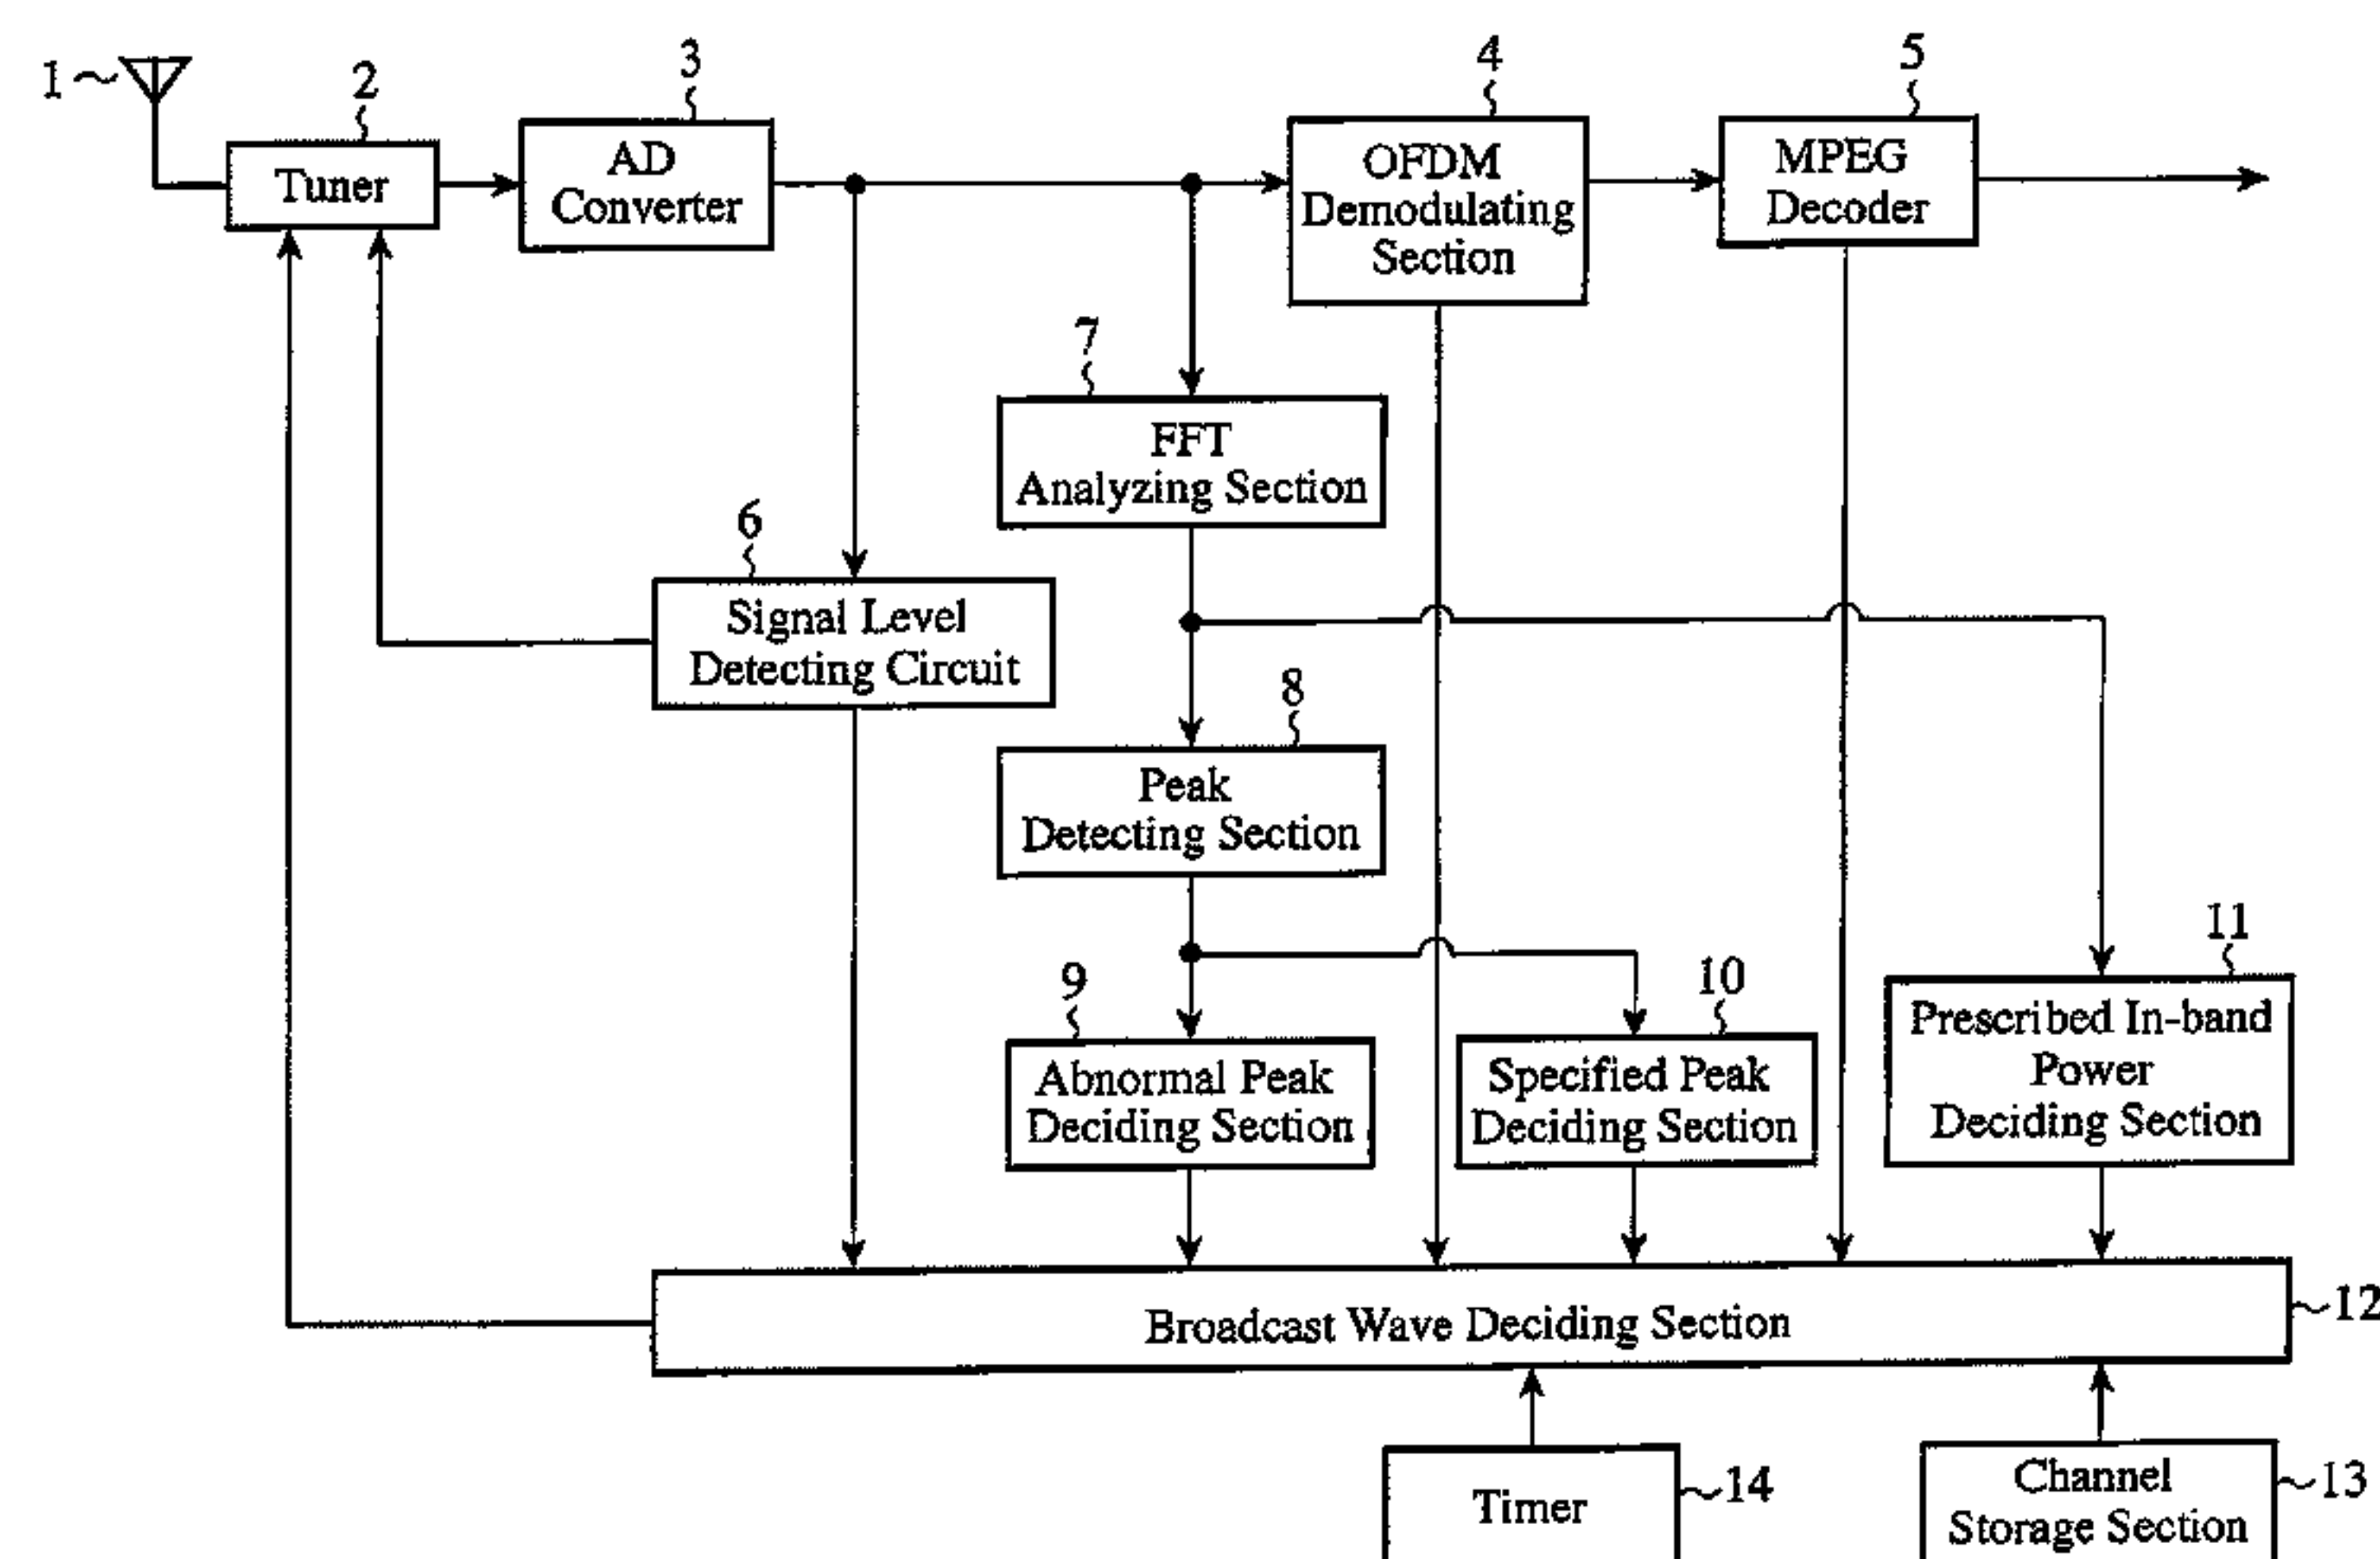 1
2
3
4
5
Tuner
AD
Converter
OFDM
Demodulating
Section
MPEG
Decoder
7
FFT
Analyzing Section
6
Signal Level
Detecting Circuit
8
Peak
Detecting Section
9
Abnormal Peak
Deciding Section
10
Specified Peak
Deciding Section
11
Prescribed In-band
Power
Deciding Section
Broadcast Wave Deciding Section
12
Timer
14
Channel
Storage Section
13